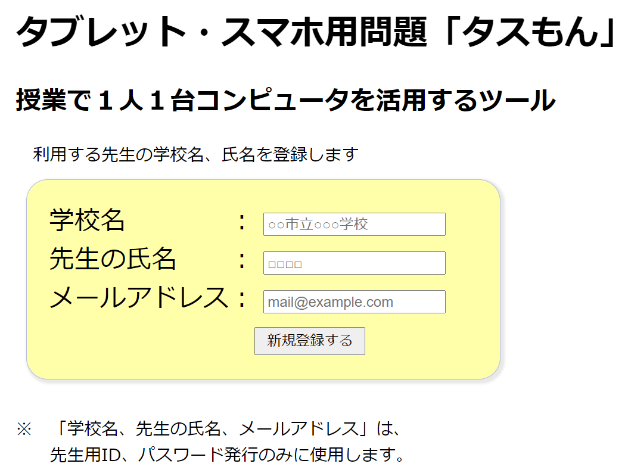 タブレット・スマホ用問題「タスもん」
授業で１人１台コンピュータを活用するツール
利用する先生の学校名、氏名を登録します
学校名 ： ○○市立○○○学校
先生の氏名 ： □□□□
メールアドレス： mail@example.com
新規登録する
※ 「学校名、先生の氏名、メールアドレス」は、
先生用ID、パスワード発行のみに使用します。